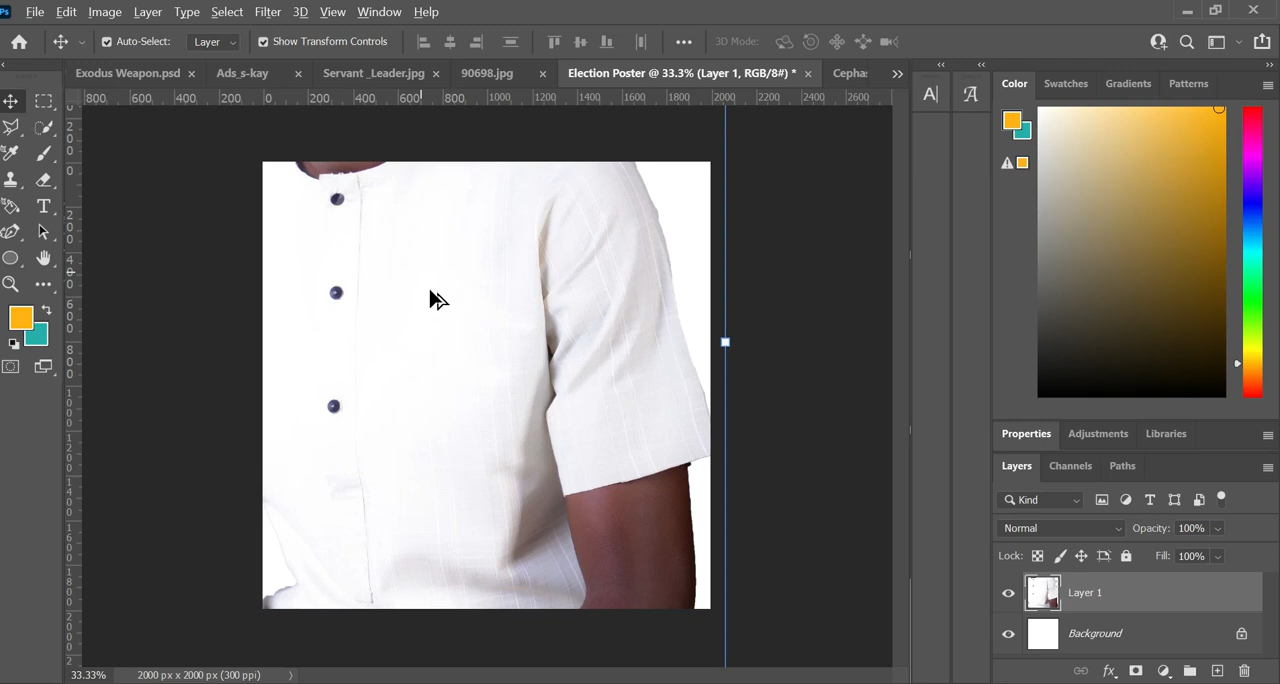 Ps File Edit Image Layer Type Select Filter 3D View Window Help
Auto-Select: Layer Show Transform Controls 3D Mode:
Exodus Weapon.psd × Ads_s-kay × Servant _Leader.jpg × 90698.jpg × Election Poster @ 33.3% (Layer 1, RGB/8#) * × Cepha
800 600 400 200 0 200 400 600 800 1000 1200 1400 1600 1800 2000 2200 2400 2600
Color Swatches Gradients Patterns
Properties Adjustments Libraries
Layers Channels Paths
Kind
Normal Opacity: 100%
Lock: Fill: 100%
Layer 1
Background
33.33% 2000 px x 2000 px (300 ppi)